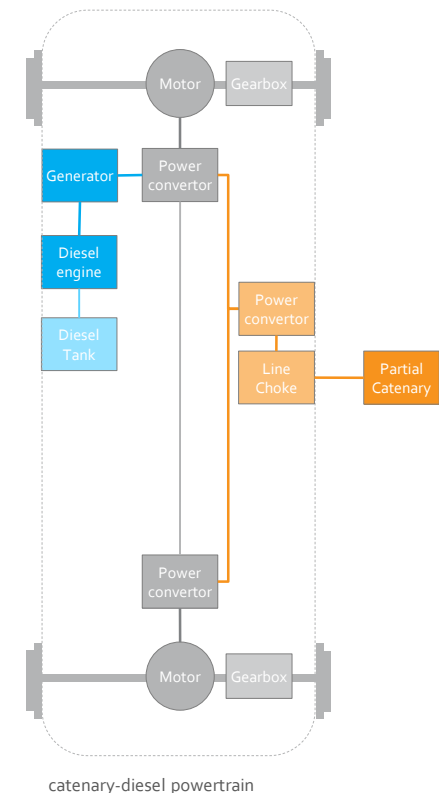 Motor
Gearbox
Generator
Power
convertor
Diesel
engine
Power
convertor
Diesel
Tank
Line
Choke
Partial
Catenary
Power
convertor
Motor
Gearbox
catenary-diesel powertrain